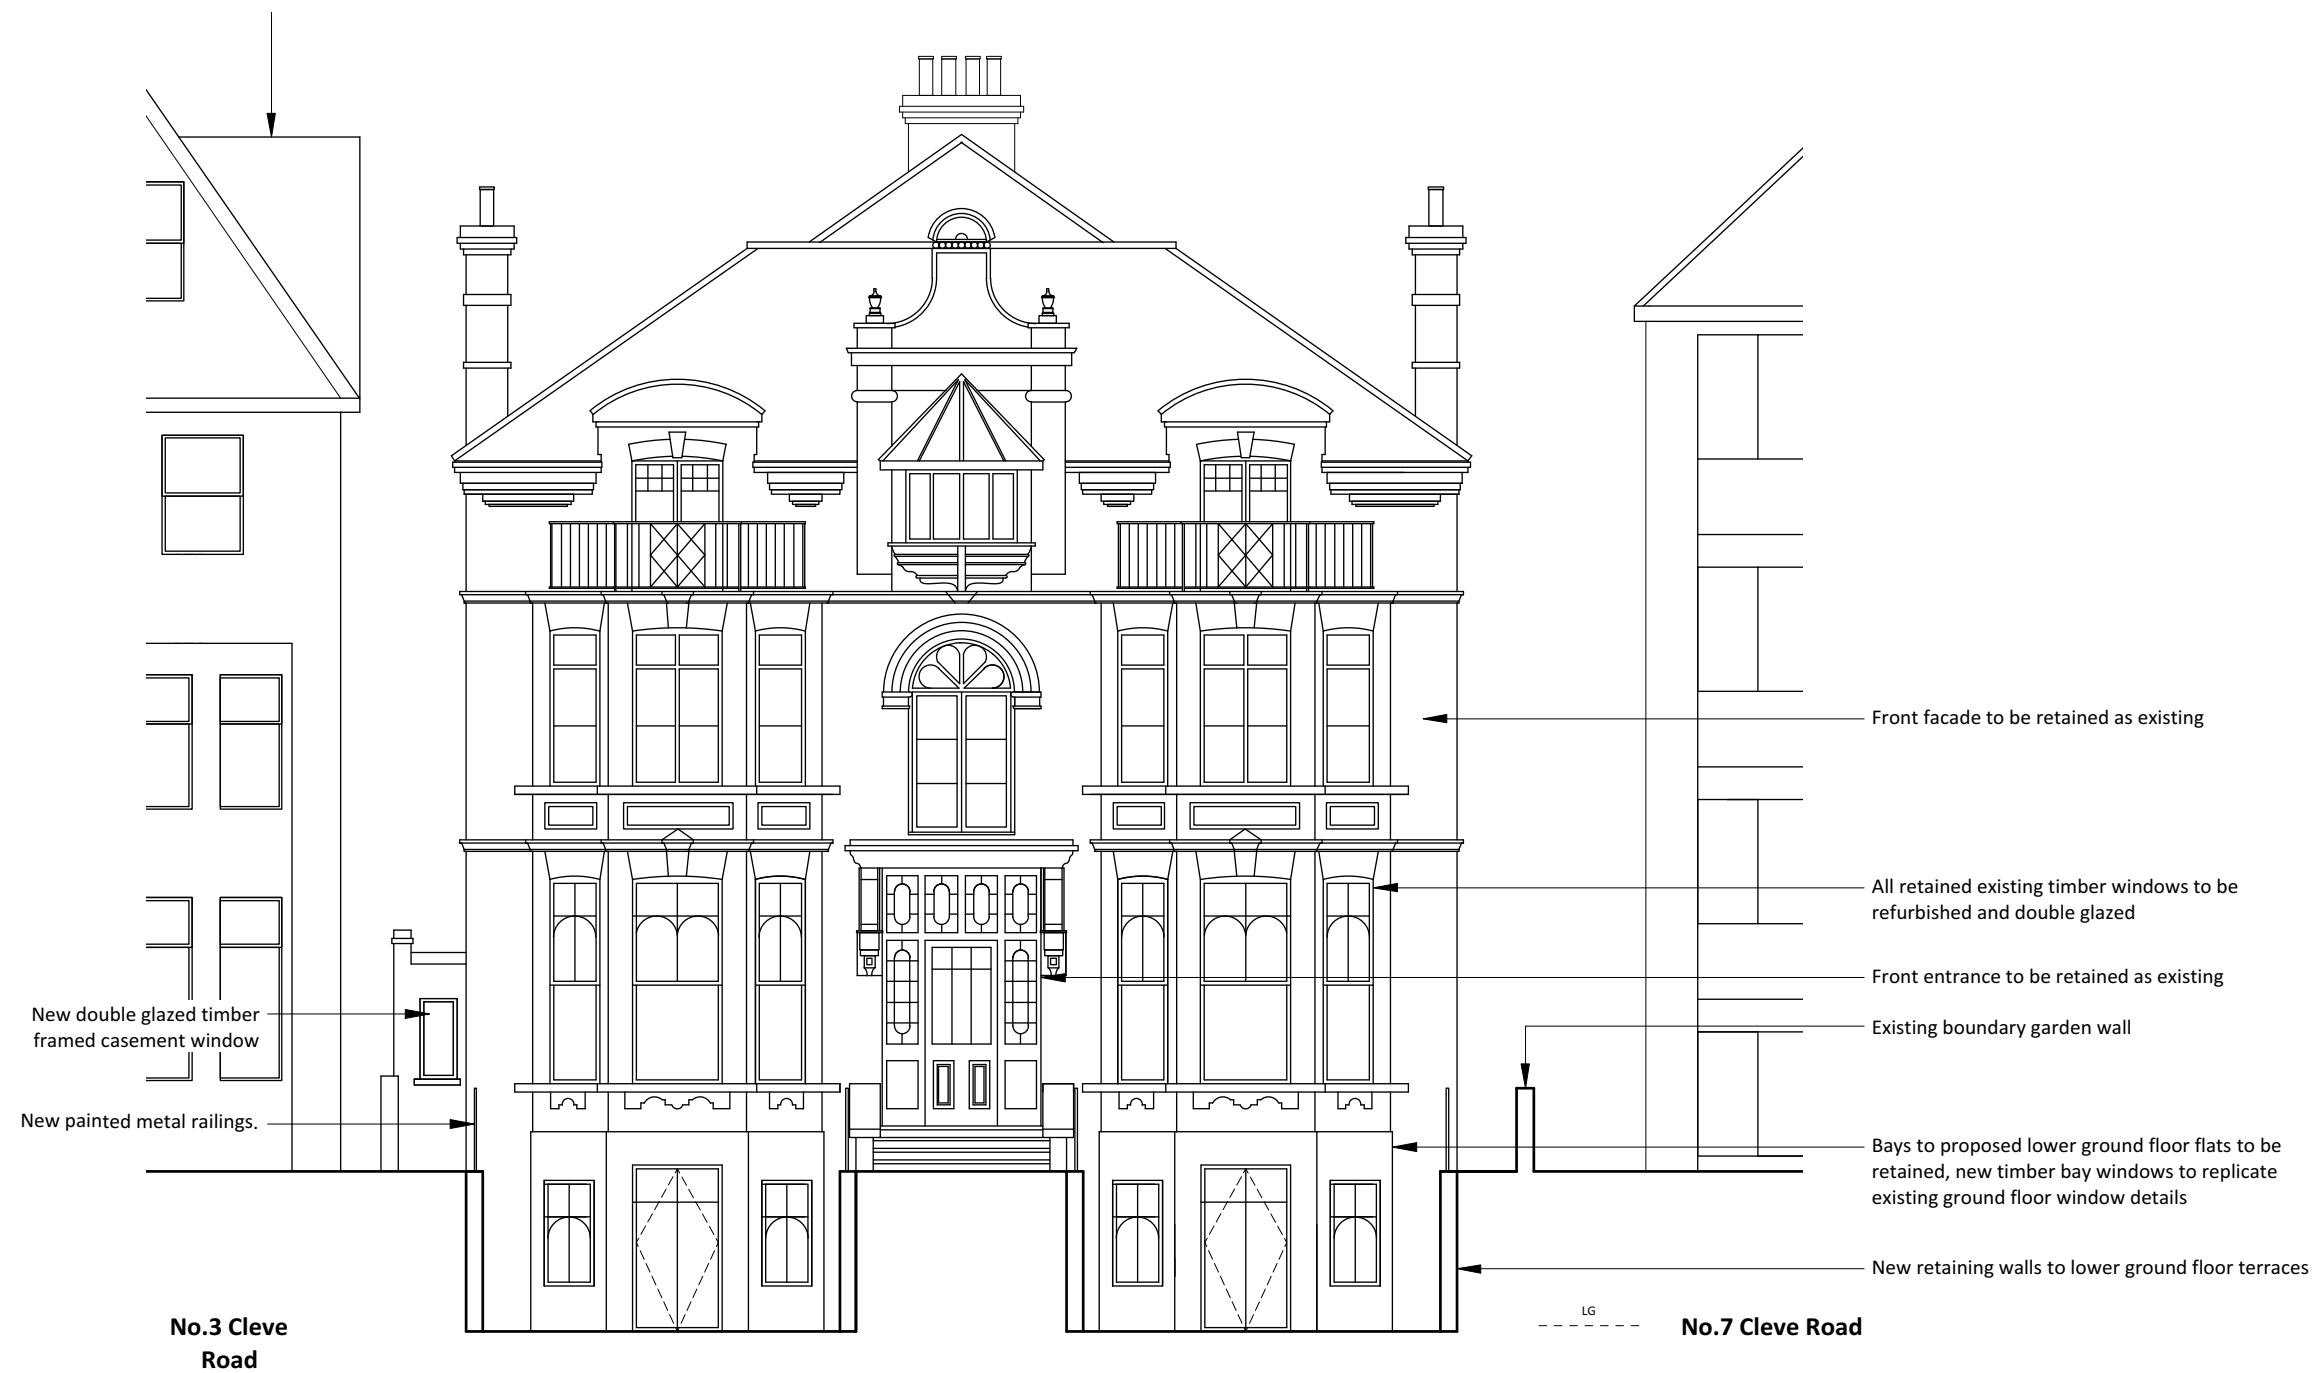 Front facade to be retained as existing
All retained existing timber windows to be
refurbished and double glazed
Front entrance to be retained as existing
New double glazed timber
framed casement window
Existing boundary garden wall
New painted metal railings.
Bays to proposed lower ground floor flats to be
retained, new timber bay windows to replicate
existing ground floor window details
New retaining walls to lower ground floor terraces
LG
No.3 Cleve
Road
No.7 Cleve Road